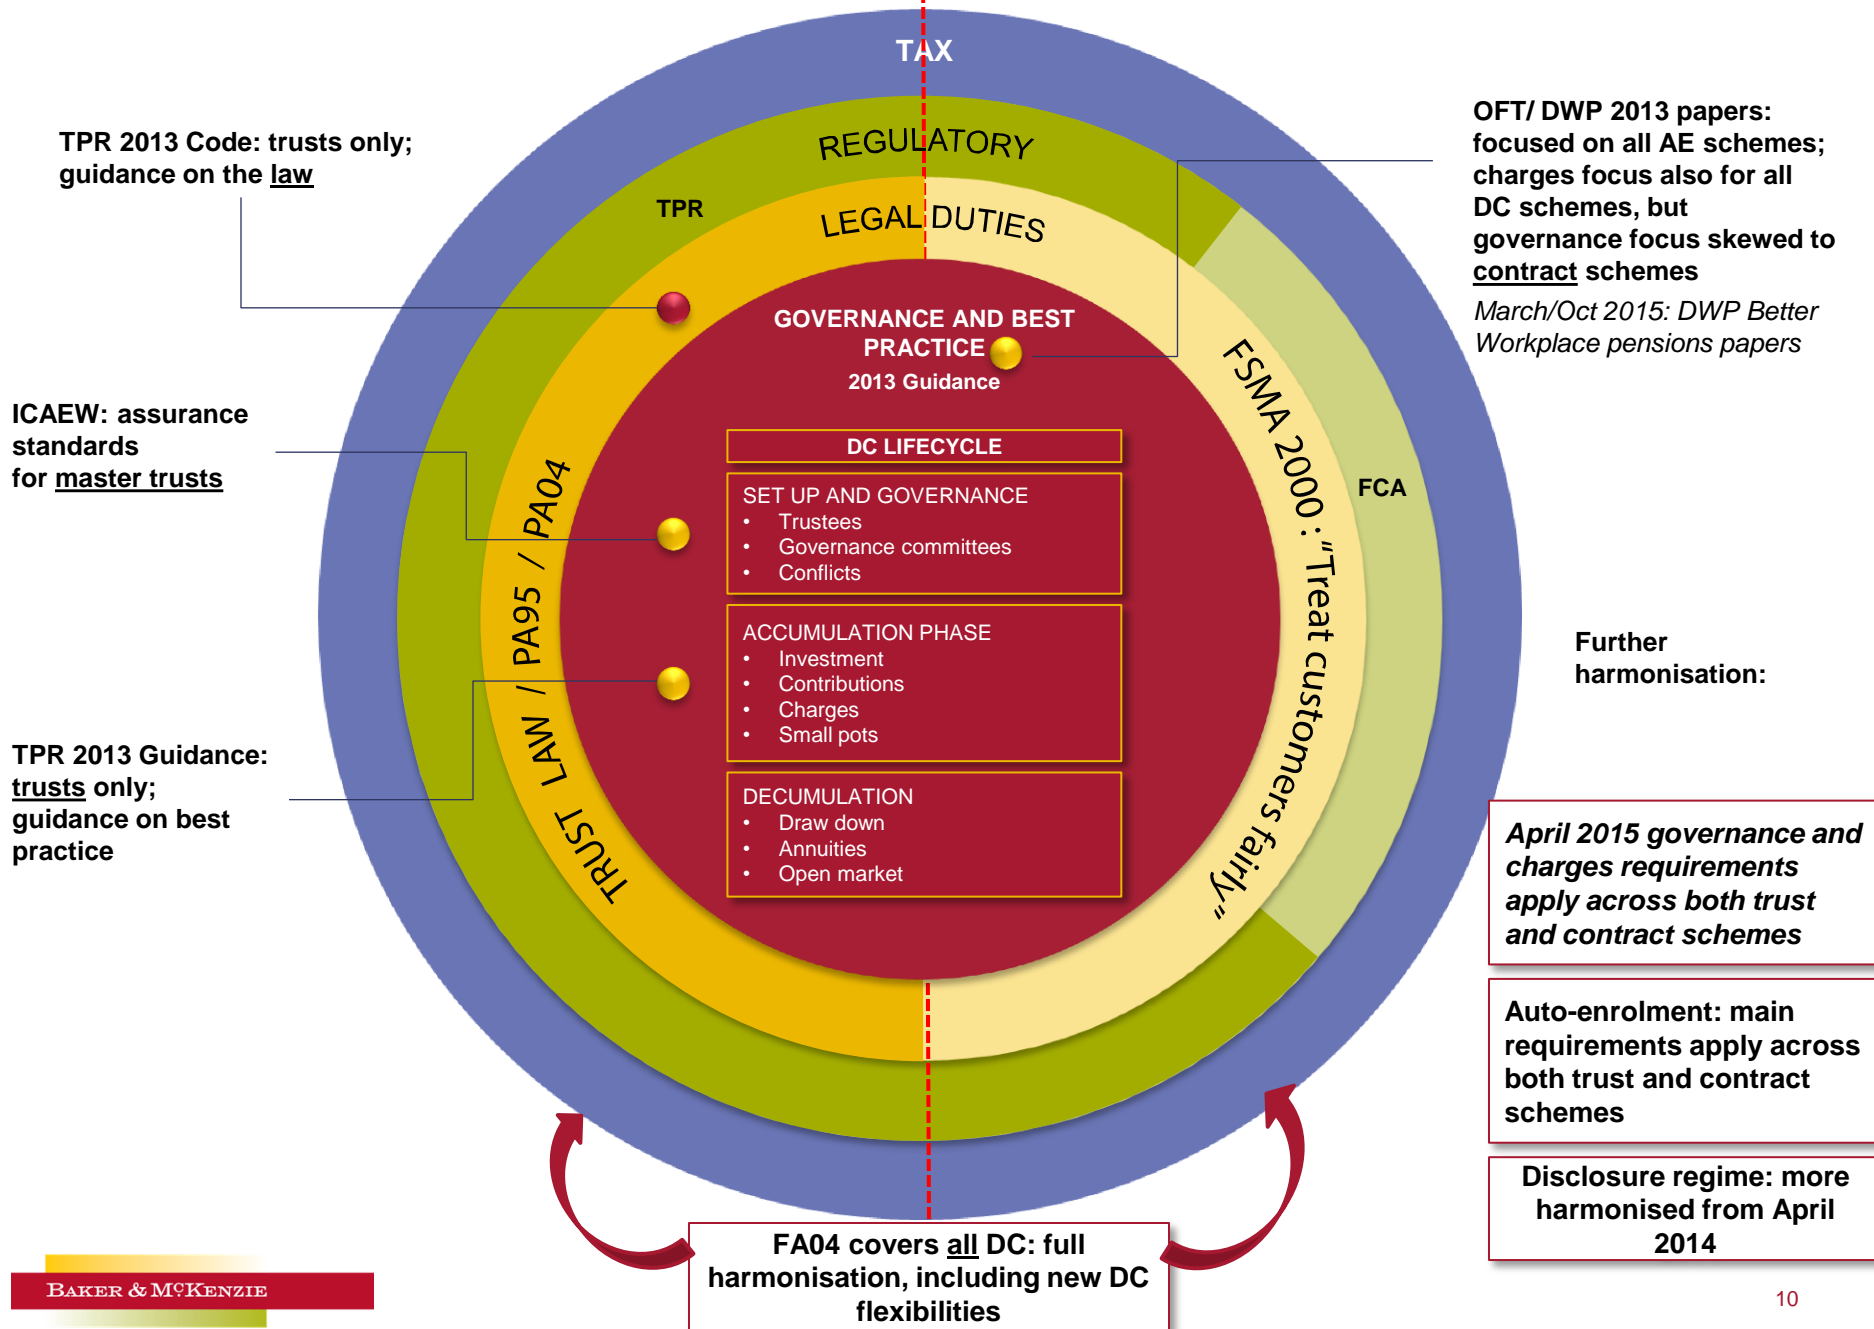 TAX
REGULATORY
TPR
LEGAL DUTIES
TPR 2013 Code: trusts only;
guidance on the law
ICAEW: assurance
standards
for master trusts
TPR 2013 Guidance:
trusts only;
guidance on best
practice
TRUST LAW / PA95 / PA04
GOVERNANCE AND BEST
PRACTICE
2013 Guidance
DC LIFECYCLE
SET UP AND GOVERNANCE
• Trustees
• Governance committees
• Conflicts
ACCUMULATION PHASE
• Investment
• Contributions
• Charges
• Small pots
DECUMULATION
• Draw down
• Annuities
• Open market
FSMA 2000 : "Treat customers fairly"
FCA
OFT/ DWP 2013 papers:
focused on all AE schemes;
charges focus also for all
DC schemes, but
governance focus skewed to
contract schemes
March/Oct 2015: DWP Better
Workplace pensions papers
Further
harmonisation:
April 2015 governance and
charges requirements
apply across both trust
and contract schemes
Auto-enrolment: main
requirements apply across
both trust and contract
schemes
Disclosure regime: more
harmonised from April
2014
FA04 covers all DC: full
harmonisation, including new DC
flexibilities
BAKER & MCKENZIE
10